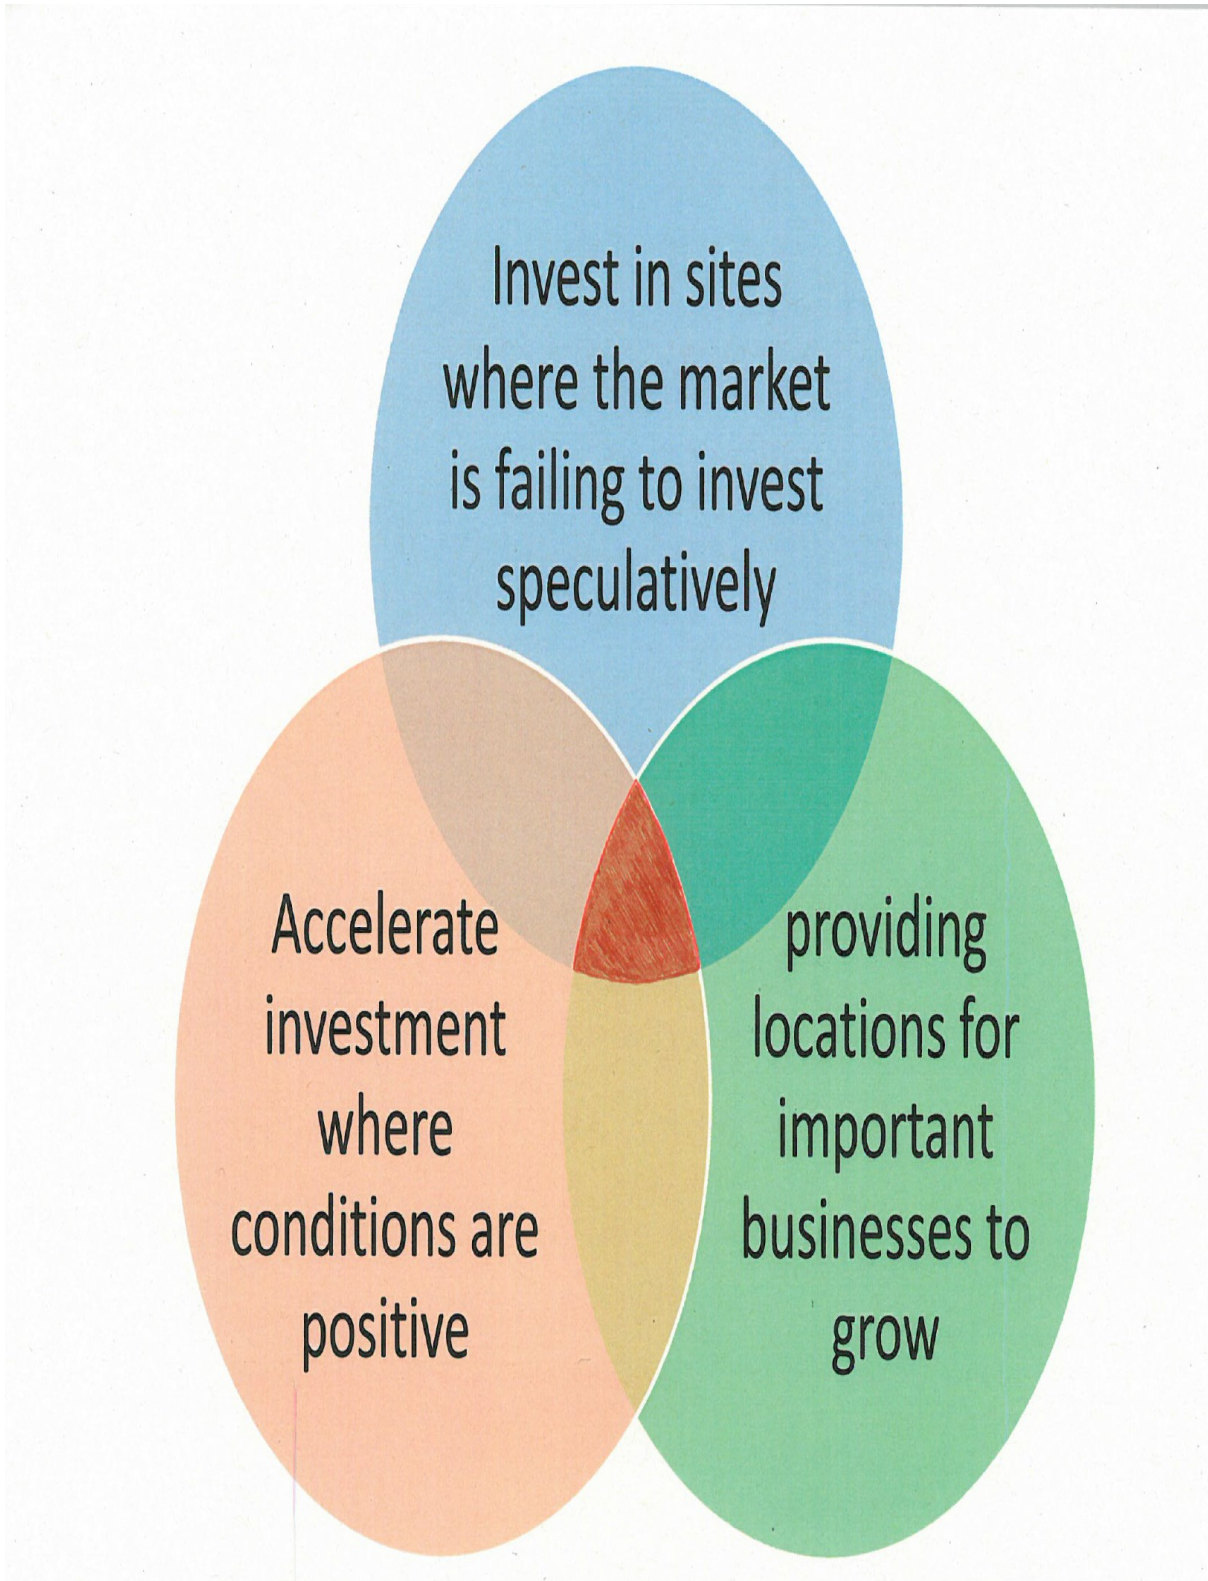 Invest in sites
where the market
is failing to invest
speculatively
Accelerate
investment
where
conditions are
positive
providing
locations for
important
businesses to
grow